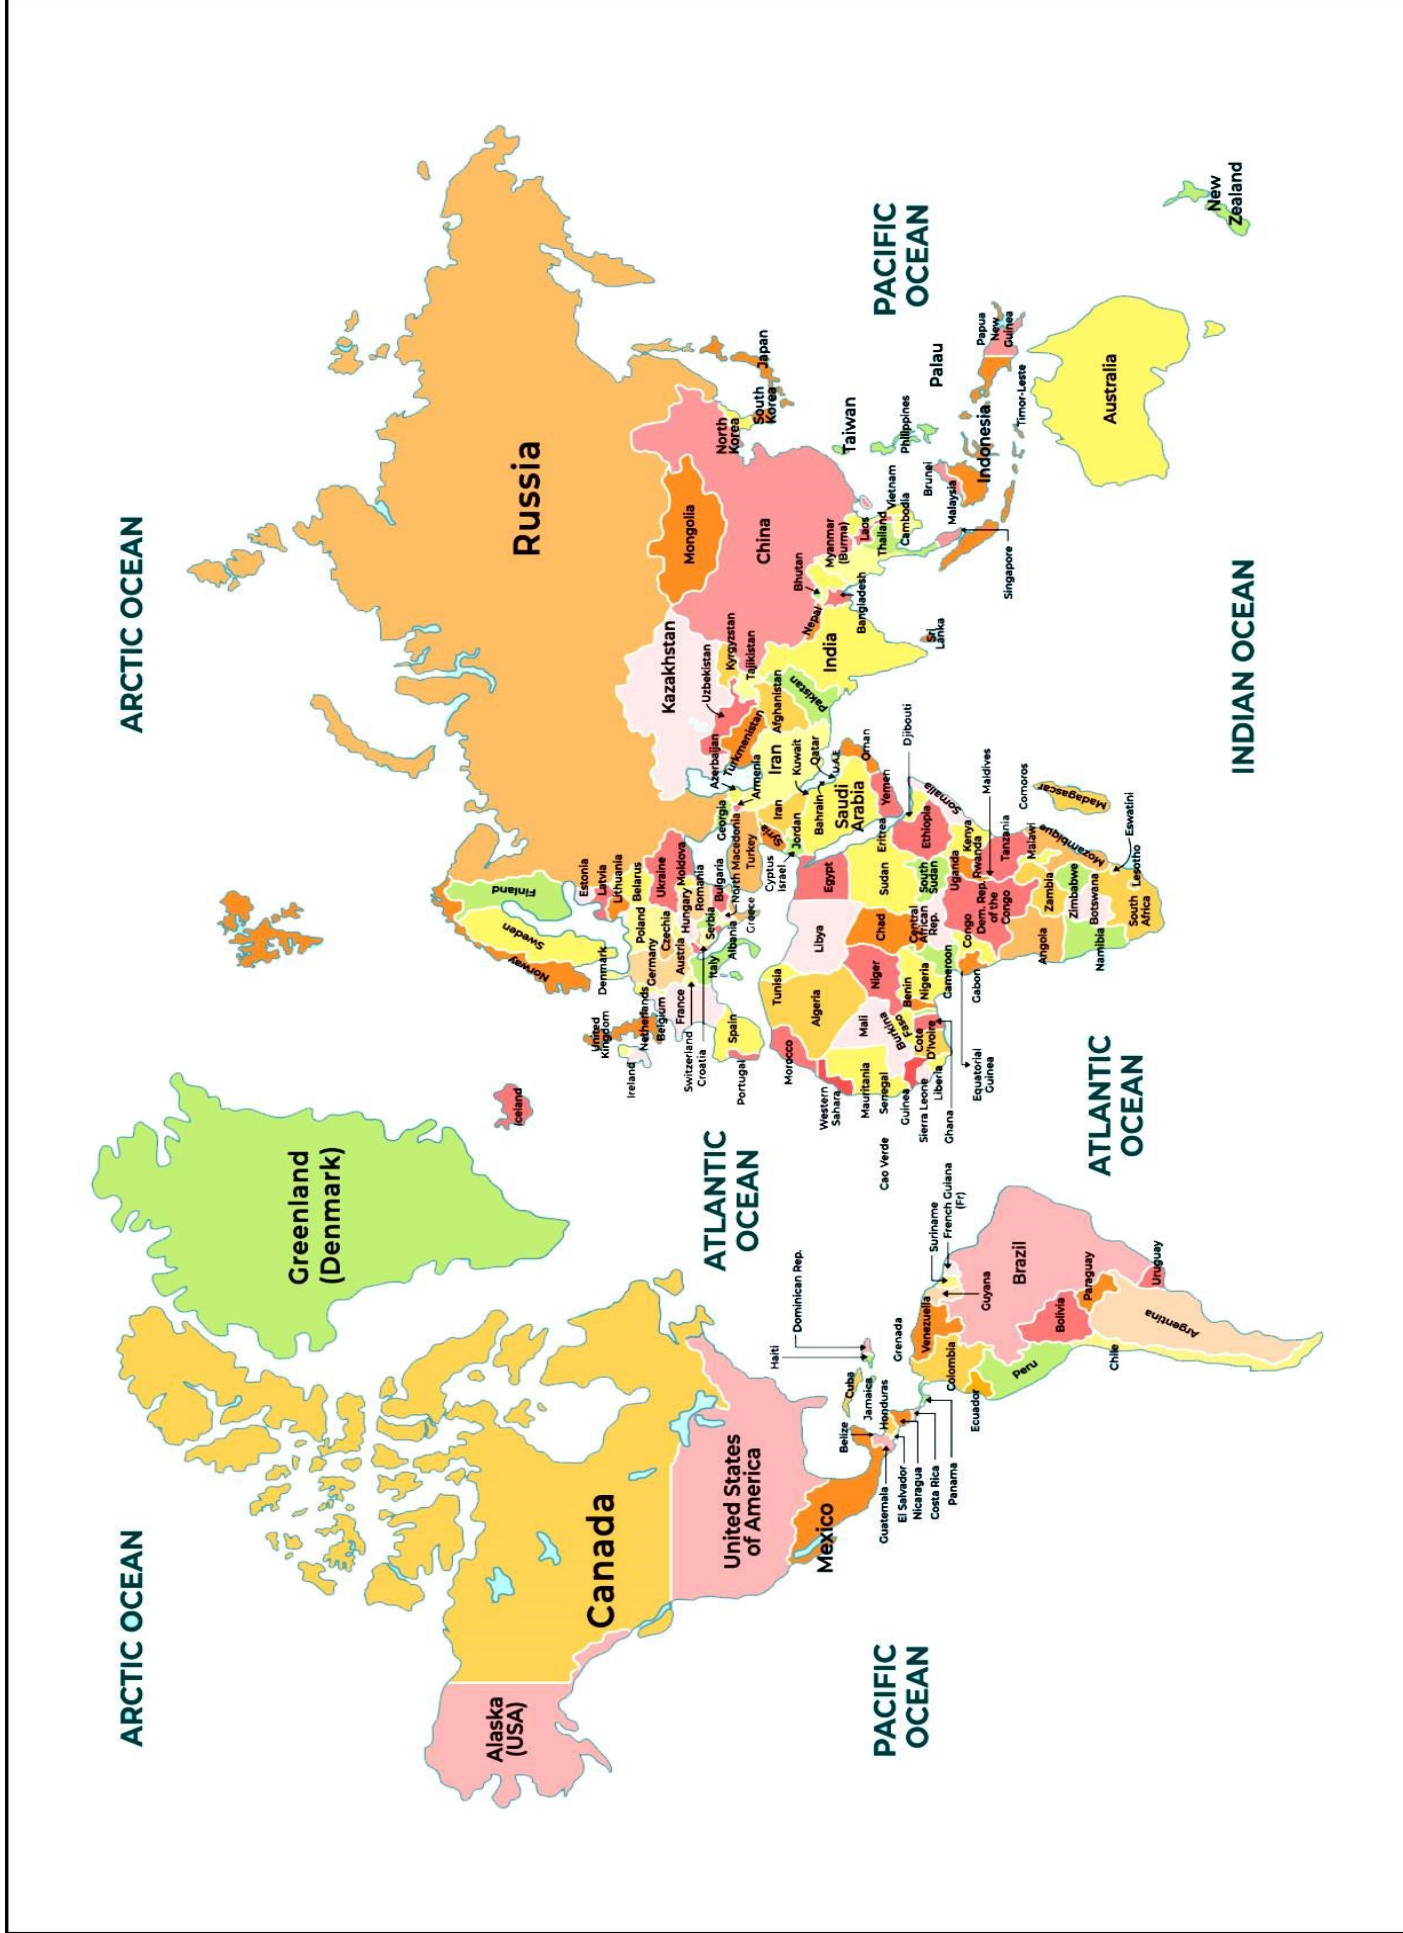 ARCTIC OCEAN
ARCTIC OCEAN
Greenland
(Denmark)
Alaska
(USA)
Canada
Iceland
Russia
Norway
Sweden
Finland
United
Kingdom
Ireland
Denmark
Estonia
Latvia
Lithuania
Netherlands
Belgium
Germany
Poland
Belarus
Czechia
Ukraine
France
Austria
Hungary
Moldova
Switzerland
Croatia
Romania
Serbia
Italy
Bulgaria
North Macedonia
Albania
Greece
Spain
Portugal
Kazakhstan
Mongolia
China
North
Korea
South
Korea
Japan
Uzbekistan
Kyrgyzstan
Tajikistan
Turkmenistan
Azerbaijan
Georgia
Armenia
Turkey
Cyptus
Israel
Syria
Iran
Jordan
Iran
Afghanistan
Pakistan
Kuwait
Qatar
U.A.E
Bahrain
Saudi
Arabia
Oman
Yemen
India
Nepal
Bhutan
Bangladesh
Sri
Lanka
Myanmar
(Burma)
Laos
Thailand
Vietnam
Cambodia
Taiwan
Philippines
Palau
Brunei
Malaysia
Singapore
Indonesia
Timor-Leste
Papua
New
Guinea
Australia
New
Zealand
United States
of America
Mexico
ATLANTIC
OCEAN
Haiti
Dominican Rep.
Cuba
Jamaica
Belize
Honduras
Guatemala
El Salvador
Nicaragua
Costa Rica
Panama
Grenada
PACIFIC
OCEAN
PACIFIC
OCEAN
Venezuella
Colombia
Ecuador
Suriname
French Guiana
(Fr)
Guyana
Brazil
Peru
Bolivia
Paraguay
Uruguay
Chile
Argentina
Morocco
Tunisia
Algeria
Libya
Egypt
Western
Sahara
Mauritania
Mali
Niger
Chad
Sudan
Eritrea
Djibouti
Cao Verde
Senegal
Guinea
Sierra Leone
Liberia
Ghana
Burkina
Faso
Cote
D'Ivoire
Benin
Nigeria
Cameroon
Central
African
Rep.
South
Sudan
Ethiopia
Somalia
Equatorial
Guinea
Gabon
Congo
Dem. Rep.
of the
Congo
Uganda
Rwanda
Kenya
Tanzania
Maldives
Comoros
Malawi
Mozambique
Madagascar
Angola
Zambia
Zimbabwe
Botswana
Namibia
South
Africa
Lesotho
Eswatini
ATLANTIC
OCEAN
INDIAN OCEAN